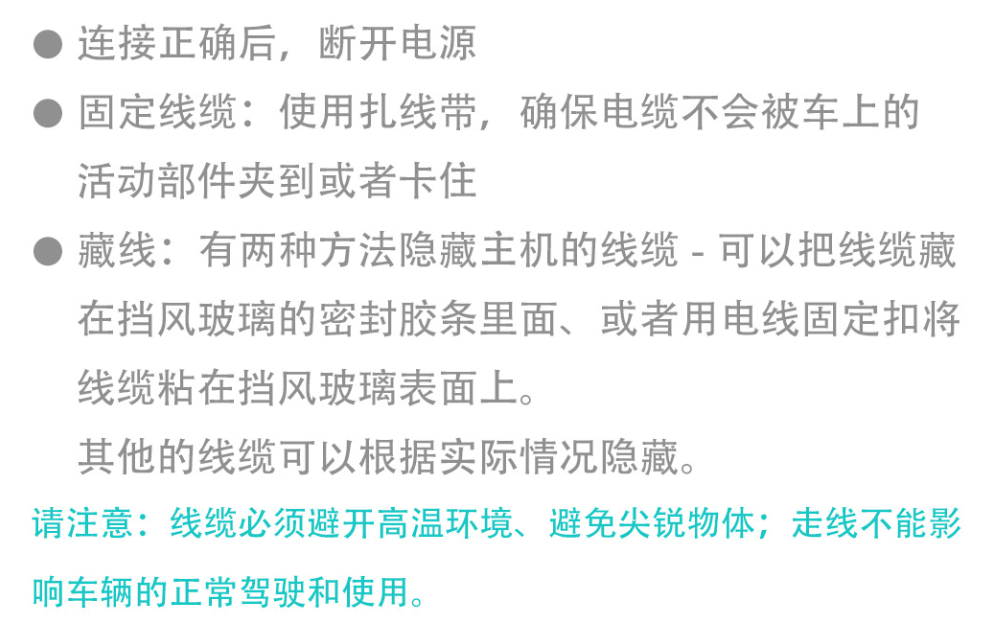 ● 连接正确后，断开电源
● 固定线缆：使用扎线带，确保电缆不会被车上的
活动部件夹到或者卡住
● 藏线：有两种方法隐藏主机的线缆 - 可以把线缆藏
在挡风玻璃的密封胶条里面、或者用电线固定扣将
线缆粘在挡风玻璃表面上。
其他的线缆可以根据实际情况隐藏。
请注意：线缆必须避开高温环境、避免尖锐物体；走线不能影
响车辆的正常驾驶和使用。